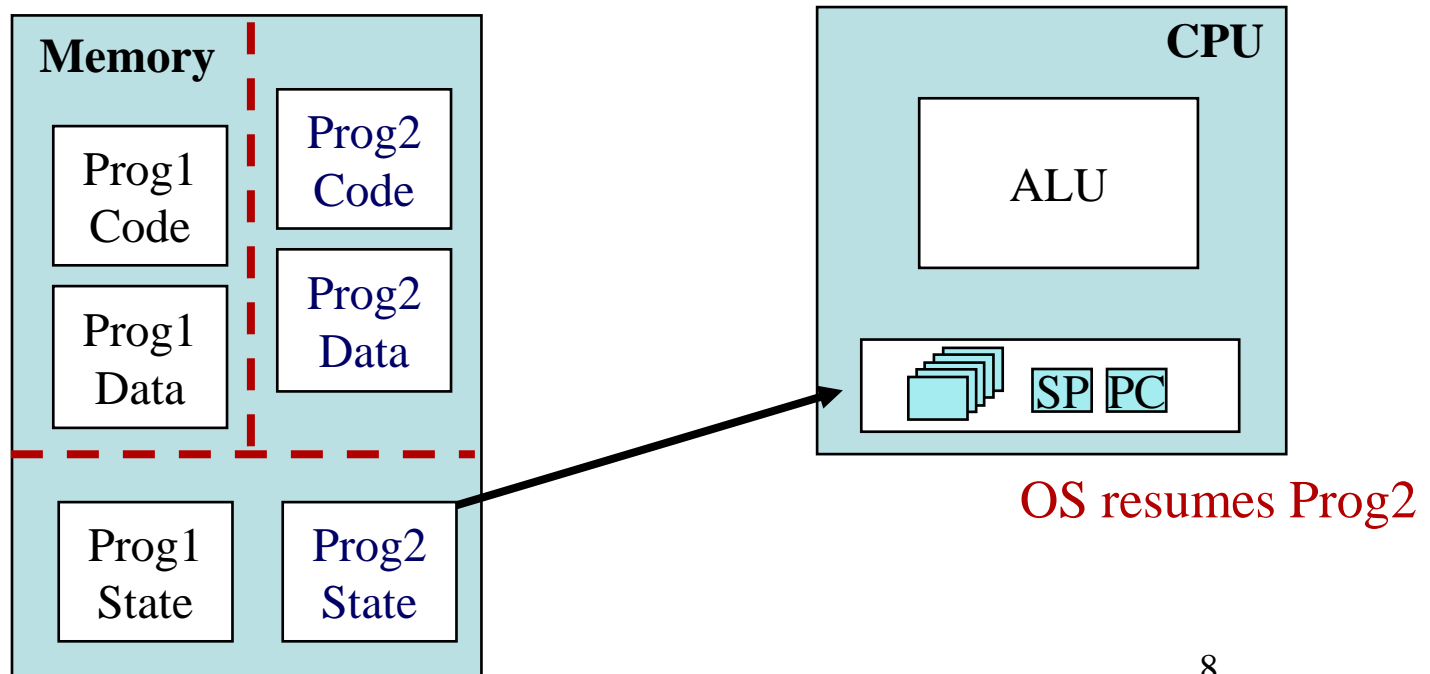 Memory
Prog1
Code
Prog1
Data
Prog2
Code
Prog2
Data
Prog1
State
Prog2
State
CPU
ALU
SP PC
OS resumes Prog2
8